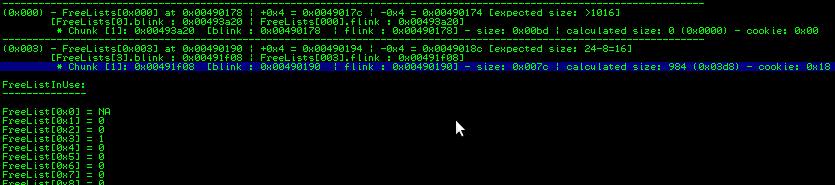 (0x000) - FreeLists[0x000] at 0x00490178 ¦ +0x4 = 0x0049017c ¦ -0x4 = 0x00490174 [expected size: >1016]
[FreeLists[0].blink : 0x00493a20 ¦ FreeLists[000].flink : 0x00493a20]
* Chunk [1]: 0x00493a20 [blink : 0x00490178 ¦ flink : 0x00490178] - size: 0x00bd ¦ calculated size: 0 (0x0000) - cookie: 0x00
(0x003) - FreeLists[0x003] at 0x00490190 ¦ +0x4 = 0x00490194 ¦ -0x4 = 0x0049018c [expected size: 24-8=16]
[FreeLists[3].blink : 0x00491f08 ¦ FreeLists[003].flink : 0x00491f08]
* Chunk [1]: 0x00491f08 [blink : 0x00490190 ¦ flink : 0x00490190] - size: 0x007c ¦ calculated size: 984 (0x03d8) - cookie: 0x18
FreeListInUse:
--------------
FreeList[0x0] = NA
FreeList[0x1] = 0
FreeList[0x2] = 0
FreeList[0x3] = 1
FreeList[0x4] = 0
FreeList[0x5] = 0
FreeList[0x6] = 0
FreeList[0x7] = 0
FreeList[0x8] = 0